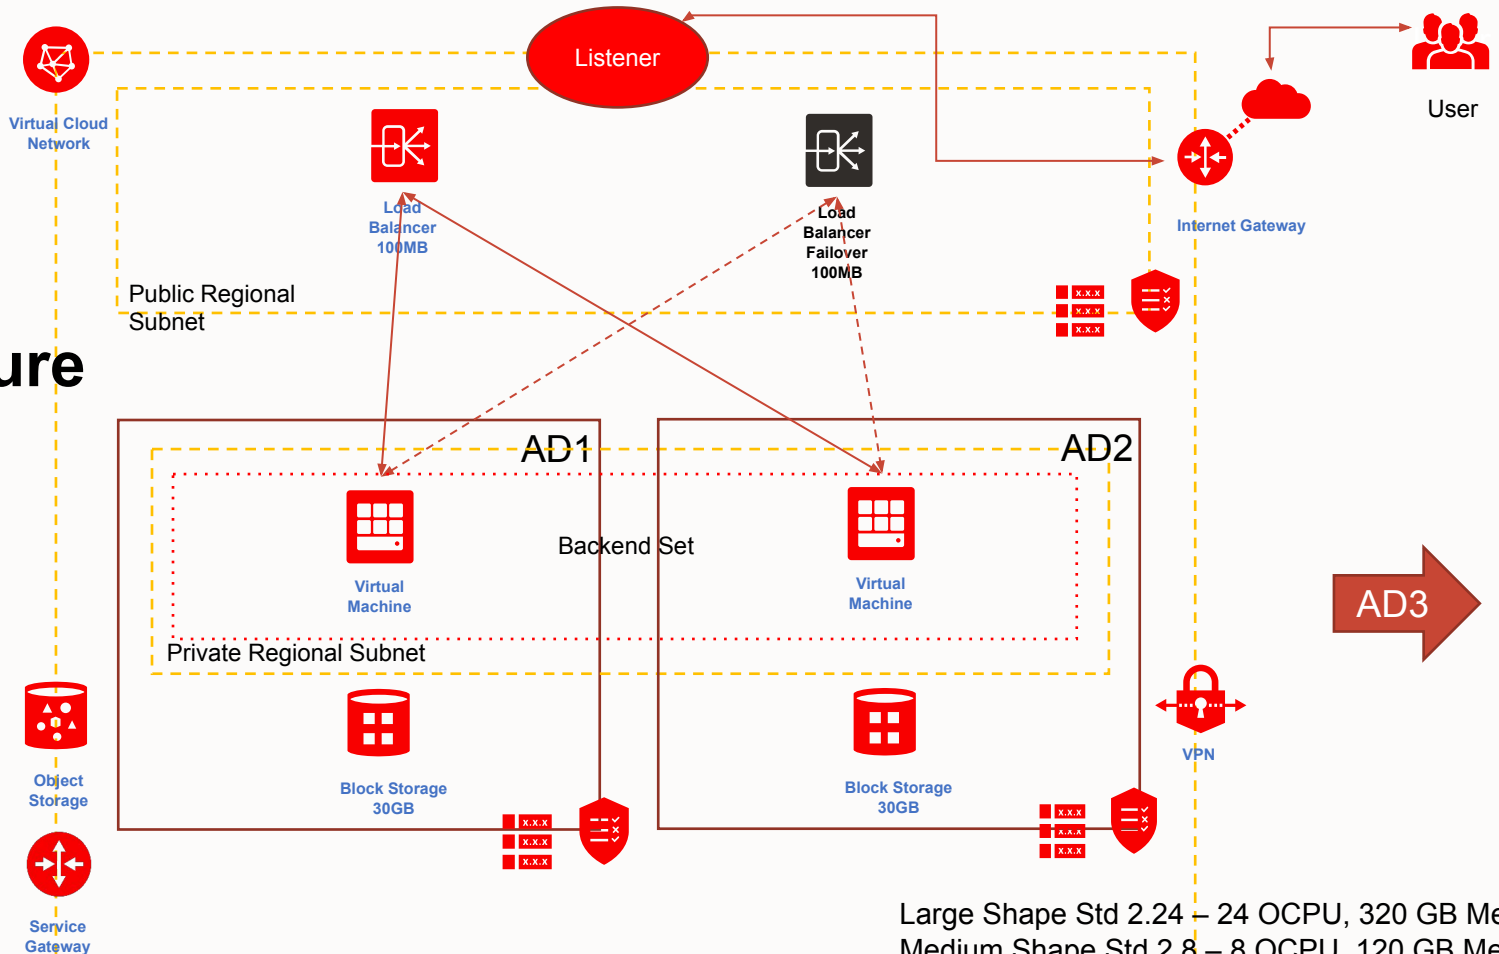 Listener
User
Virtual Cloud
Network
Load
Balancer
100MB
Load
Balancer
Failover
100MB
Internet Gateway
Public Regional
Subnet
x.x.x
x.x.x
x.x.x
ure
AD1
AD2
Backend Set
Virtual
Machine
Virtual
Machine
AD3
Private Regional Subnet
Object
Storage
Block Storage
30GB
Block Storage
30GB
VPN
x.x.x
x.x.x
x.x.x
x.x.x
x.x.x
x.x.x
Service
Gateway
Large Shape Std 2.24 – 24 OCPU, 320 GB Me
Medium Shape Std 2.8 – 8 OCPU, 120 GB Me